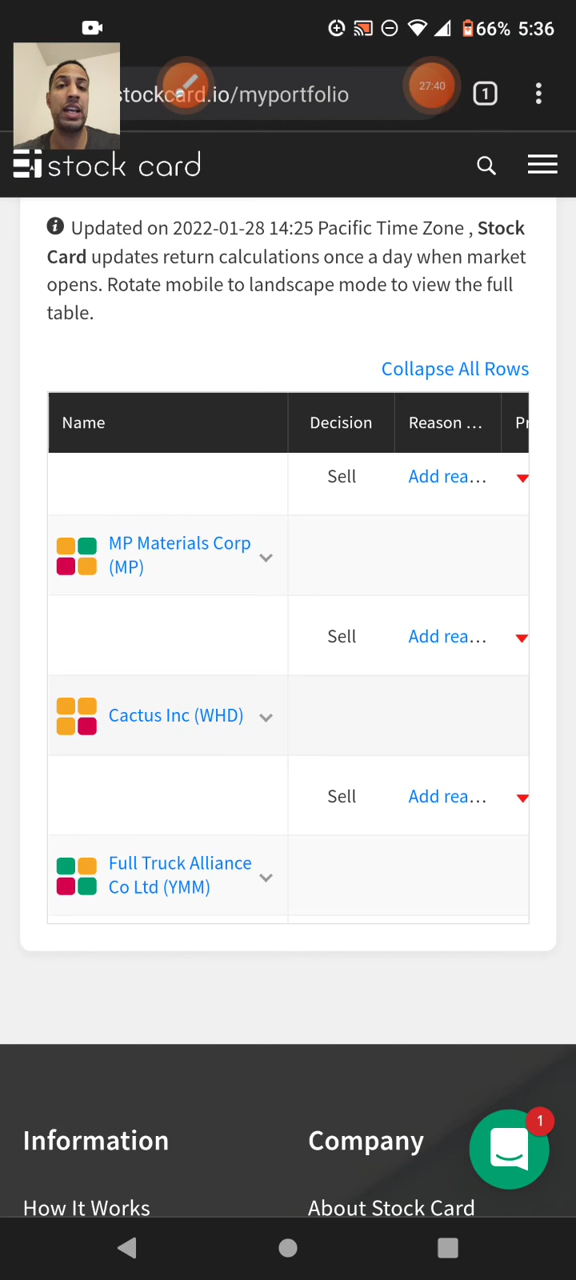 66% 5:36
stockcard.io/myportfolio
27:40
1
stock card
Updated on 2022-01-28 14:25 Pacific Time Zone , Stock
Card updates return calculations once a day when market
opens. Rotate mobile to landscape mode to view the full
table.
Collapse All Rows
Name Decision Reason ... Pr
Sell Add rea...
MP Materials Corp
(MP)
Sell Add rea...
Cactus Inc (WHD)
Sell Add rea...
Full Truck Alliance
Co Ltd (YMM)
Information Company
1
How It Works About Stock Card